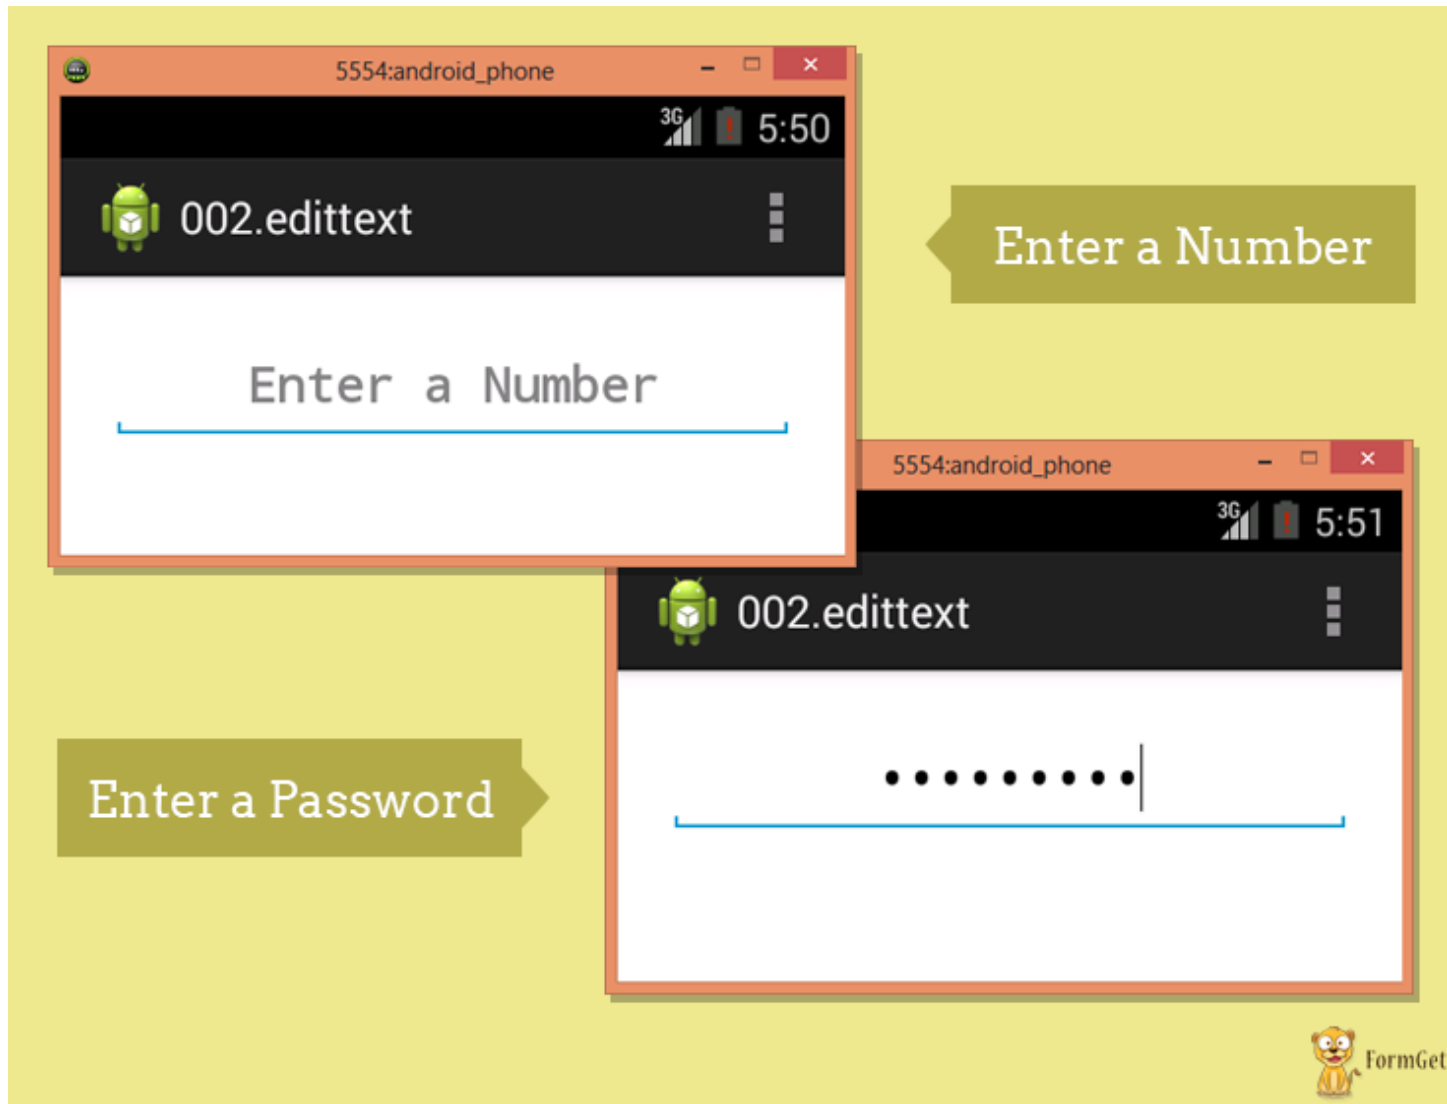 5554:android_phone
3G 5:50
002.edittext
Enter a Number
Enter a Number
5554:android_phone
3G 5:51
002.edittext
Enter a Password
FormGet